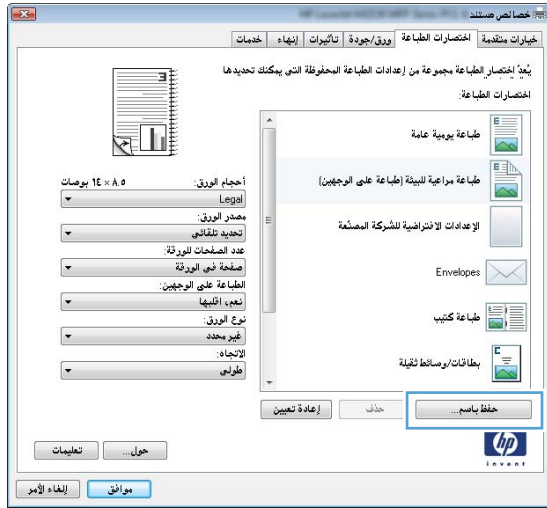 خصائص مستند
خيارات متقدمة
اختصارات الطباعة
ورق/جودة
تأثيرات
إنهاء
خدمات
يُعدّ اختصار الطباعة مجموعة من إعدادات الطباعة المحفوظة التي يمكنك تحديدها
اختصارات الطباعة:
طباعة يومية عامة
طباعة مراعية للبيئة (طباعة على الوجهين)
الإعدادات الافتراضية للشركة المصنّعة
Envelopes
طباعة كتيب
بطاقات/وسائط ثقيلة
حفظ باسم...
حذف
إعادة تعيين
أحجام الورق: ٨.٥ × ١٤ بوصات
Legal
مصدر الورق:
تحديد تلقائي
عدد الصفحات للورقة:
صفحة في الورقة
الطباعة على الوجهين:
نعم، اقلبها
نوع الورق:
غير محدد
الاتجاه:
طولي
hp
invent
حول...
تعليمات
موافق
إلغاء الأمر